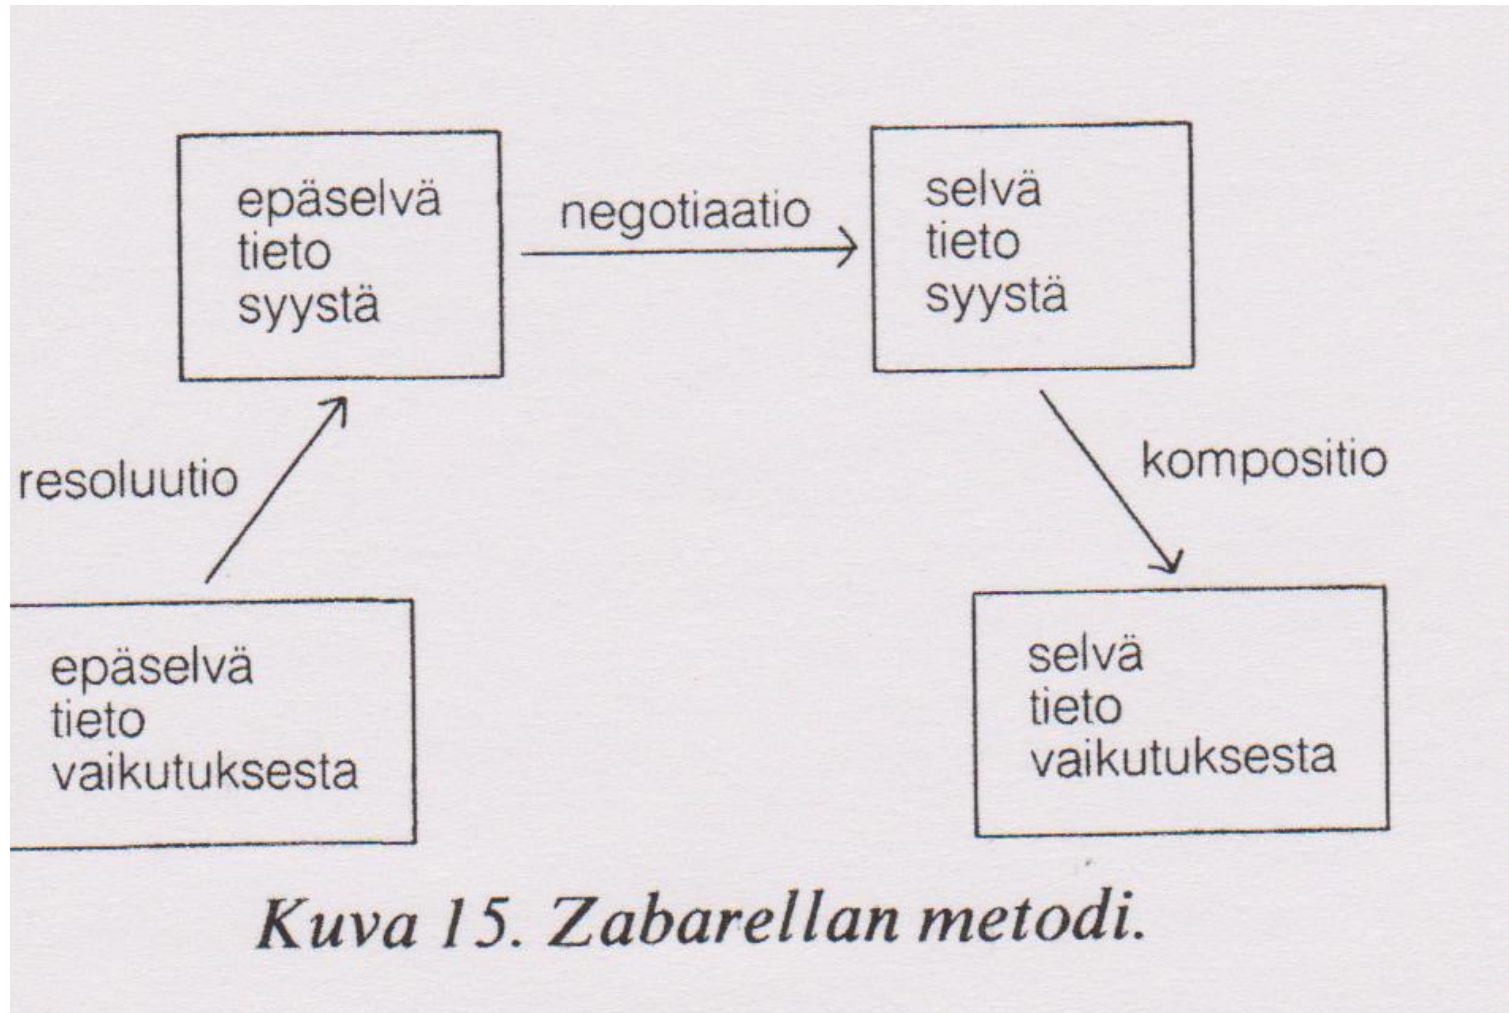 epäselvä
tieto
syystä
negotiaatio
selvä
tieto
syystä
resoluutio
kompositio
epäselvä
tieto
vaikutuksesta
selvä
tieto
vaikutuksesta
Kuva 15. Zabarellan metodi.